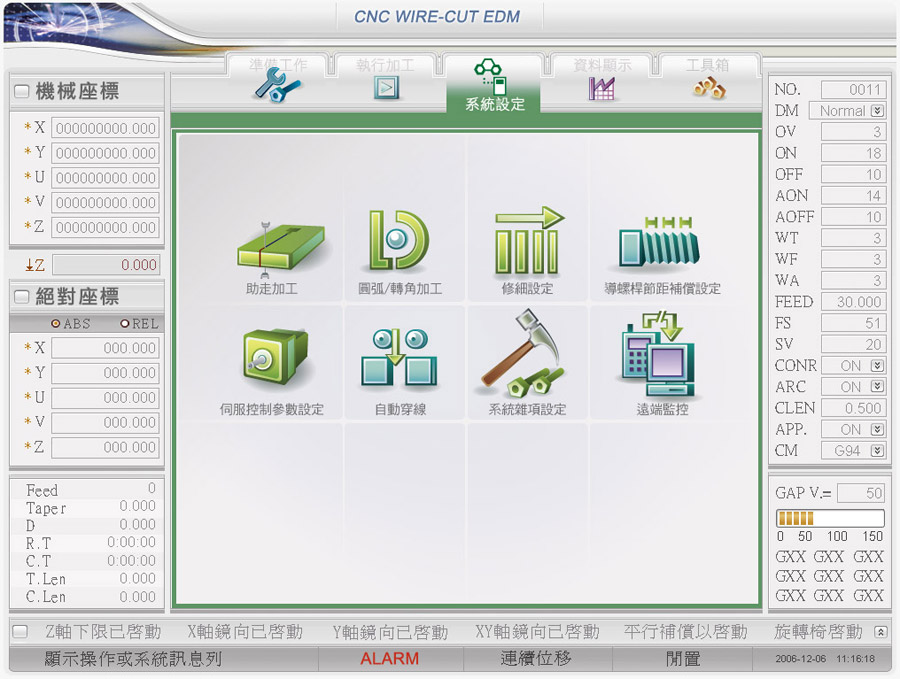 CNC WIRE-CUT EDM
準備工作 執行加工 系統設定 資料顯示 工具箱
機械座標
*X 000000000.000
*Y 000000000.000
*U 000000000.000
*V 000000000.000
*Z 000000000.000
Z 0.000
絕對座標
ABS REL
*X 000.000
*Y 000.000
*U 000.000
*V 000.000
*Z 000.000
Feed 0
Taper 0.000
D 0.000
R.T 0:00:00
C.T 0:00:00
T.Len 0.000
C.Len 0.000
助走加工 圓弧/轉角加工 修細設定 導螺桿節距補償設定
伺服控制參數設定 自動穿線 系統雜項設定 遠端監控
NO. 0011
DM Normal
OV 3
ON 18
OFF 10
AON 14
AOFF 10
WT 3
WF 3
WA 3
FEED 30.000
FS 51
SV 20
CONR ON
ARC ON
CLEN 0.500
APP. ON
CM G94
GAP V.= 50
0 50 100 150
GXX GXX GXX
GXX GXX GXX
GXX GXX GXX
Z軸下限已啓動 X軸鏡向已啓動 Y軸鏡向已啓動 XY軸鏡向已啓動 平行補償以啓動 旋轉椅啓動
顯示操作或系統訊息列 ALARM 連續位移 閒置 2006-12-06 11:16:18